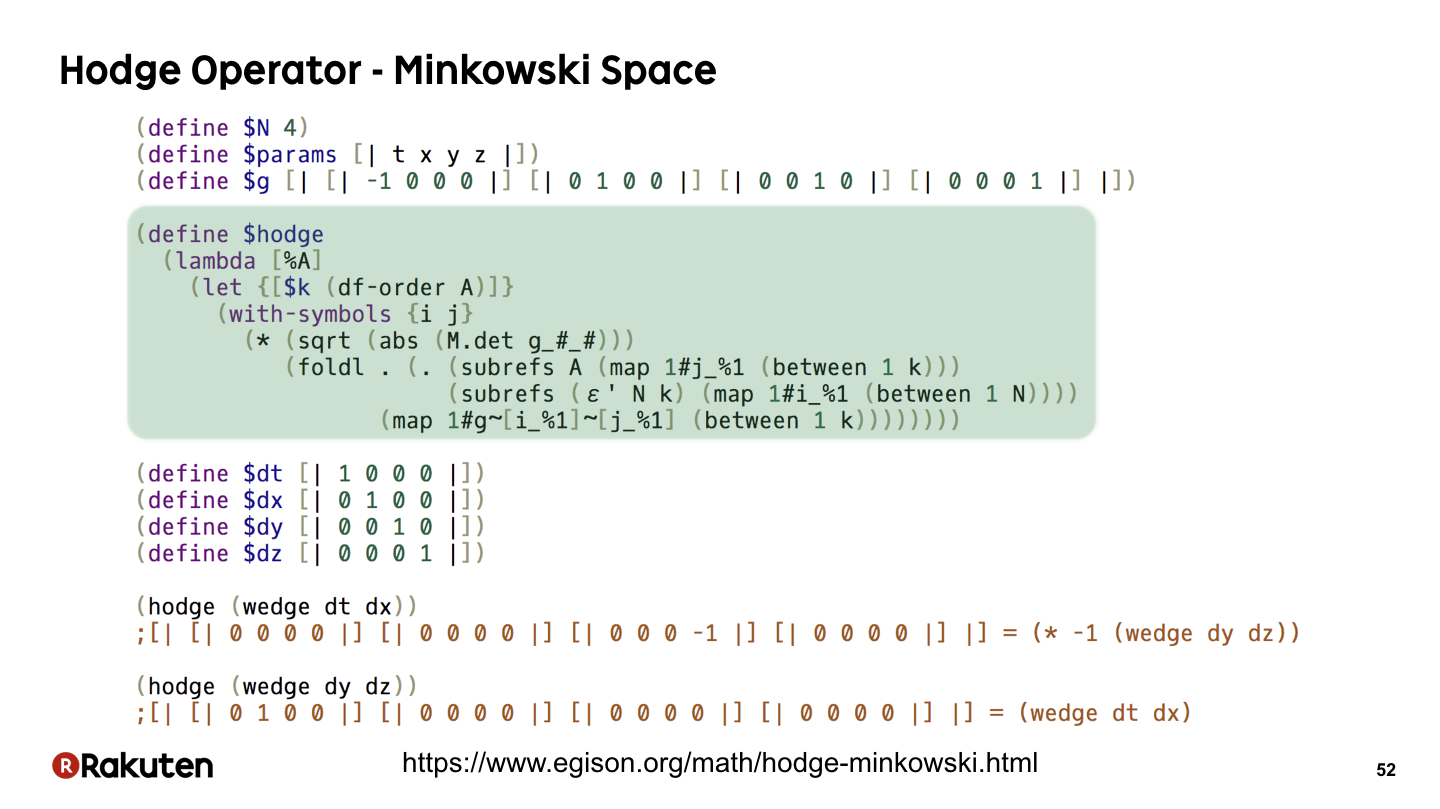 Hodge Operator - Minkowski Space
(define $N 4)
(define $params [| t x y z |])
(define $g [| [| -1 0 0 0 |] [| 0 1 0 0 |] [| 0 0 1 0 |] [| 0 0 0 1 |] |])
(define $hodge
(lambda [%A]
(let {[$k (df-order A)]}
(with-symbols {i j}
(* (sqrt (abs (M.det g_#_#)))
(foldl . (. (subrefs A (map 1#j_%1 (between 1 k)))
(subrefs (ε' N k) (map 1#i_%1 (between 1 N))))
(map 1#g~[i_%1]~[j_%1] (between 1 k))))))))
(define $dt [| 1 0 0 0 |])
(define $dx [| 0 1 0 0 |])
(define $dy [| 0 0 1 0 |])
(define $dz [| 0 0 0 1 |])
(hodge (wedge dt dx))
;[| [| 0 0 0 0 |] [| 0 0 0 0 |] [| 0 0 0 -1 |] [| 0 0 0 0 |] |] = (* -1 (wedge dy dz))
(hodge (wedge dy dz))
;[| [| 0 1 0 0 |] [| 0 0 0 0 |] [| 0 0 0 0 |] [| 0 0 0 0 |] |] = (wedge dt dx)
R Rakuten
https://www.egison.org/math/hodge-minkowski.html
52